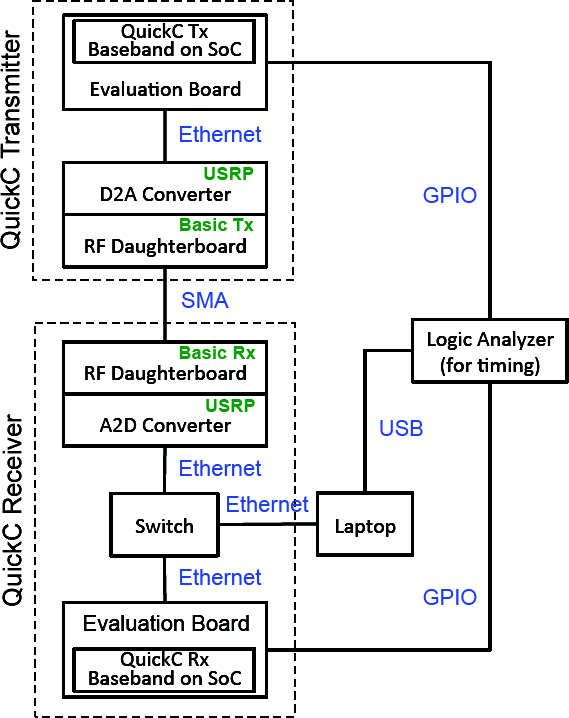 QuickC Transmitter
QuickC Tx
Baseband on SoC
Evaluation Board
Ethernet
USRP
D2A Converter
Basic Tx
RF Daughterboard
GPIO
SMA
QuickC Receiver
Basic Rx
RF Daughterboard
USRP
A2D Converter
Logic Analyzer
(for timing)
USB
Ethernet
Ethernet
Switch
Laptop
Ethernet
GPIO
Evaluation Board
QuickC Rx
Baseband on SoC